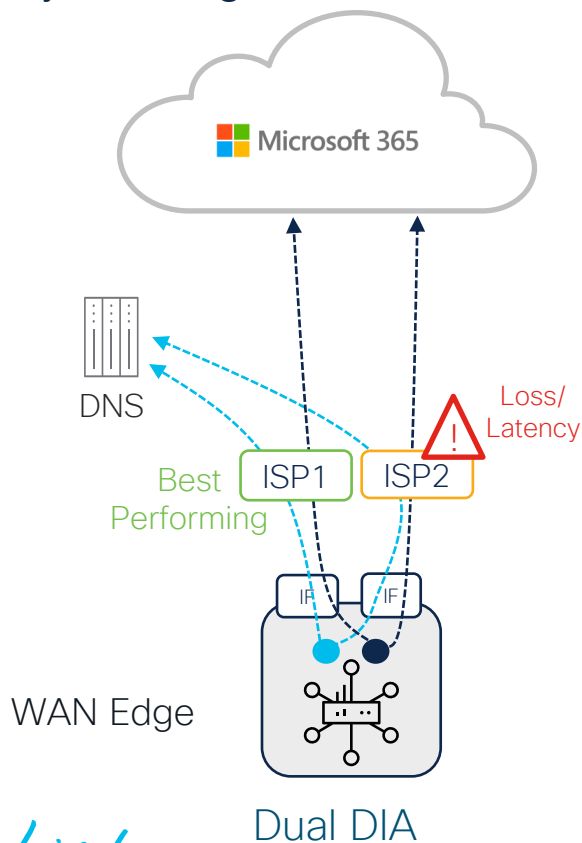 Microsoft 365
DNS
Loss/
Latency
Best
Performing
ISP1
ISP2
IF
IF
WAN Edge
Dual DIA